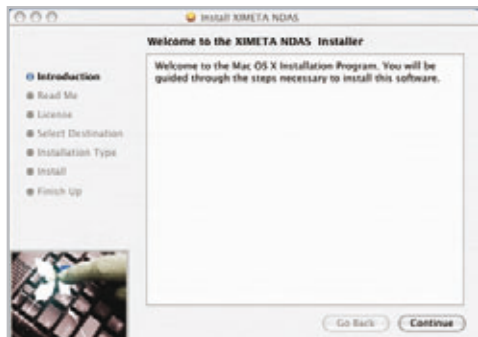 Install XIMETA NDAS
Welcome to the XIMETA NDAS Installer
Welcome to the Mac OS X Installation Program. You will be
guided through the steps necessary to install this software.
Introduction
Read Me
License
Select Destination
Installation Type
Install
Finish Up
Go Back
Continue